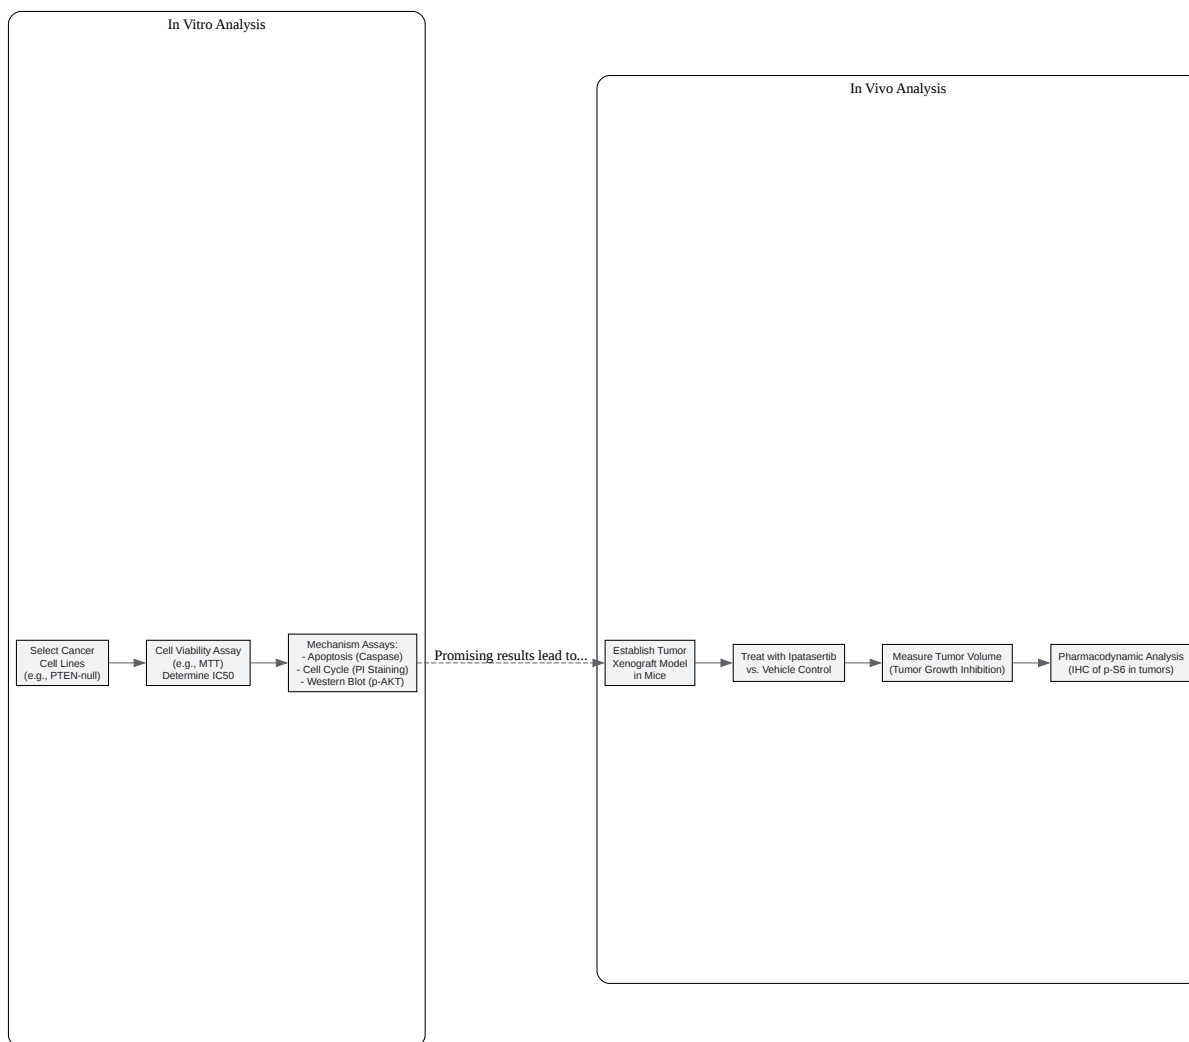 In Vitro Analysis
In Vivo Analysis
Select Cancer
Cell Lines
(e.g., PTEN-null)
Cell Viability Assay
(e.g., MTT)
Determine IC50
Mechanism Assays:
- Apoptosis (Caspase)
- Cell Cycle (PI Staining)
- Western Blot (p-AKT)
Promising results lead to...
Establish Tumor
Xenograft Model
in Mice
Treat with Ipatasertib
vs. Vehicle Control
Measure Tumor Volume
(Tumor Growth Inhibition)
Pharmacodynamic Analysis
(IHC of p-S6 in tumors)